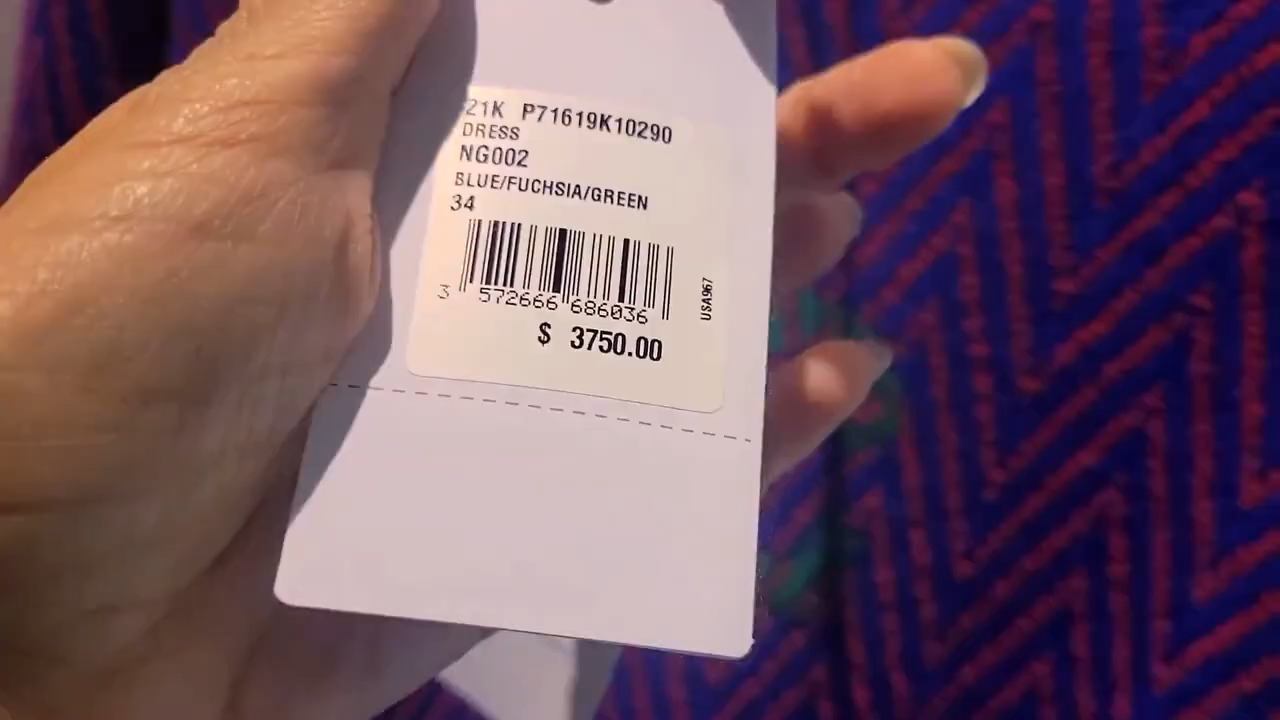 21K P71619K10290
DRESS
NG002
BLUE/FUCHSIA/GREEN
34
3 572666 686036
USA967
$ 3750.00